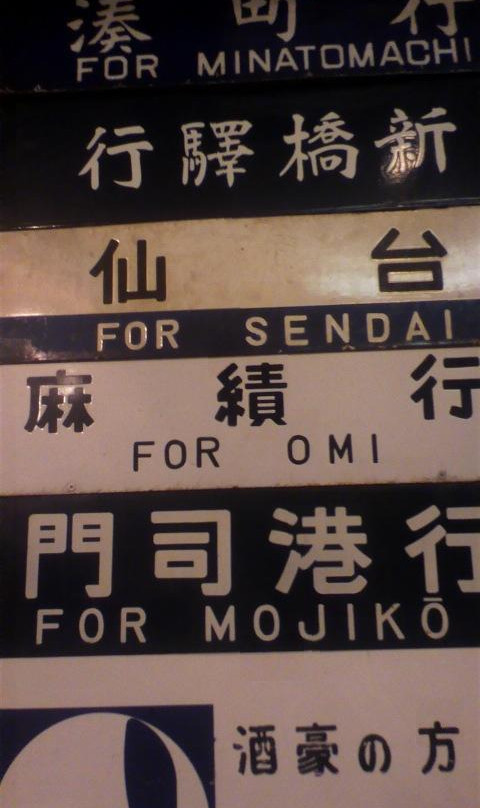 湊町行
FOR MINATOMACHI
行驛橋新
仙台
FOR SENDAI
麻績行
FOR OMI
門司港行
FOR MOJIKŌ
酒豪の方